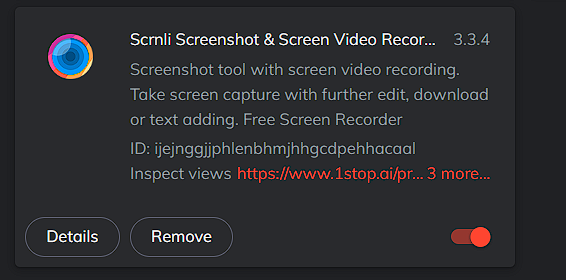 Scrnli Screenshot & Screen Video Recor... 3.3.4
Screenshot tool with screen video recording.
Take screen capture with further edit, download
or text adding. Free Screen Recorder
ID: ijejnggjjphlenbhmjhhgcdpehhacaal
Inspect views https://www.1stop.ai/pr... 3 more...
Details Remove